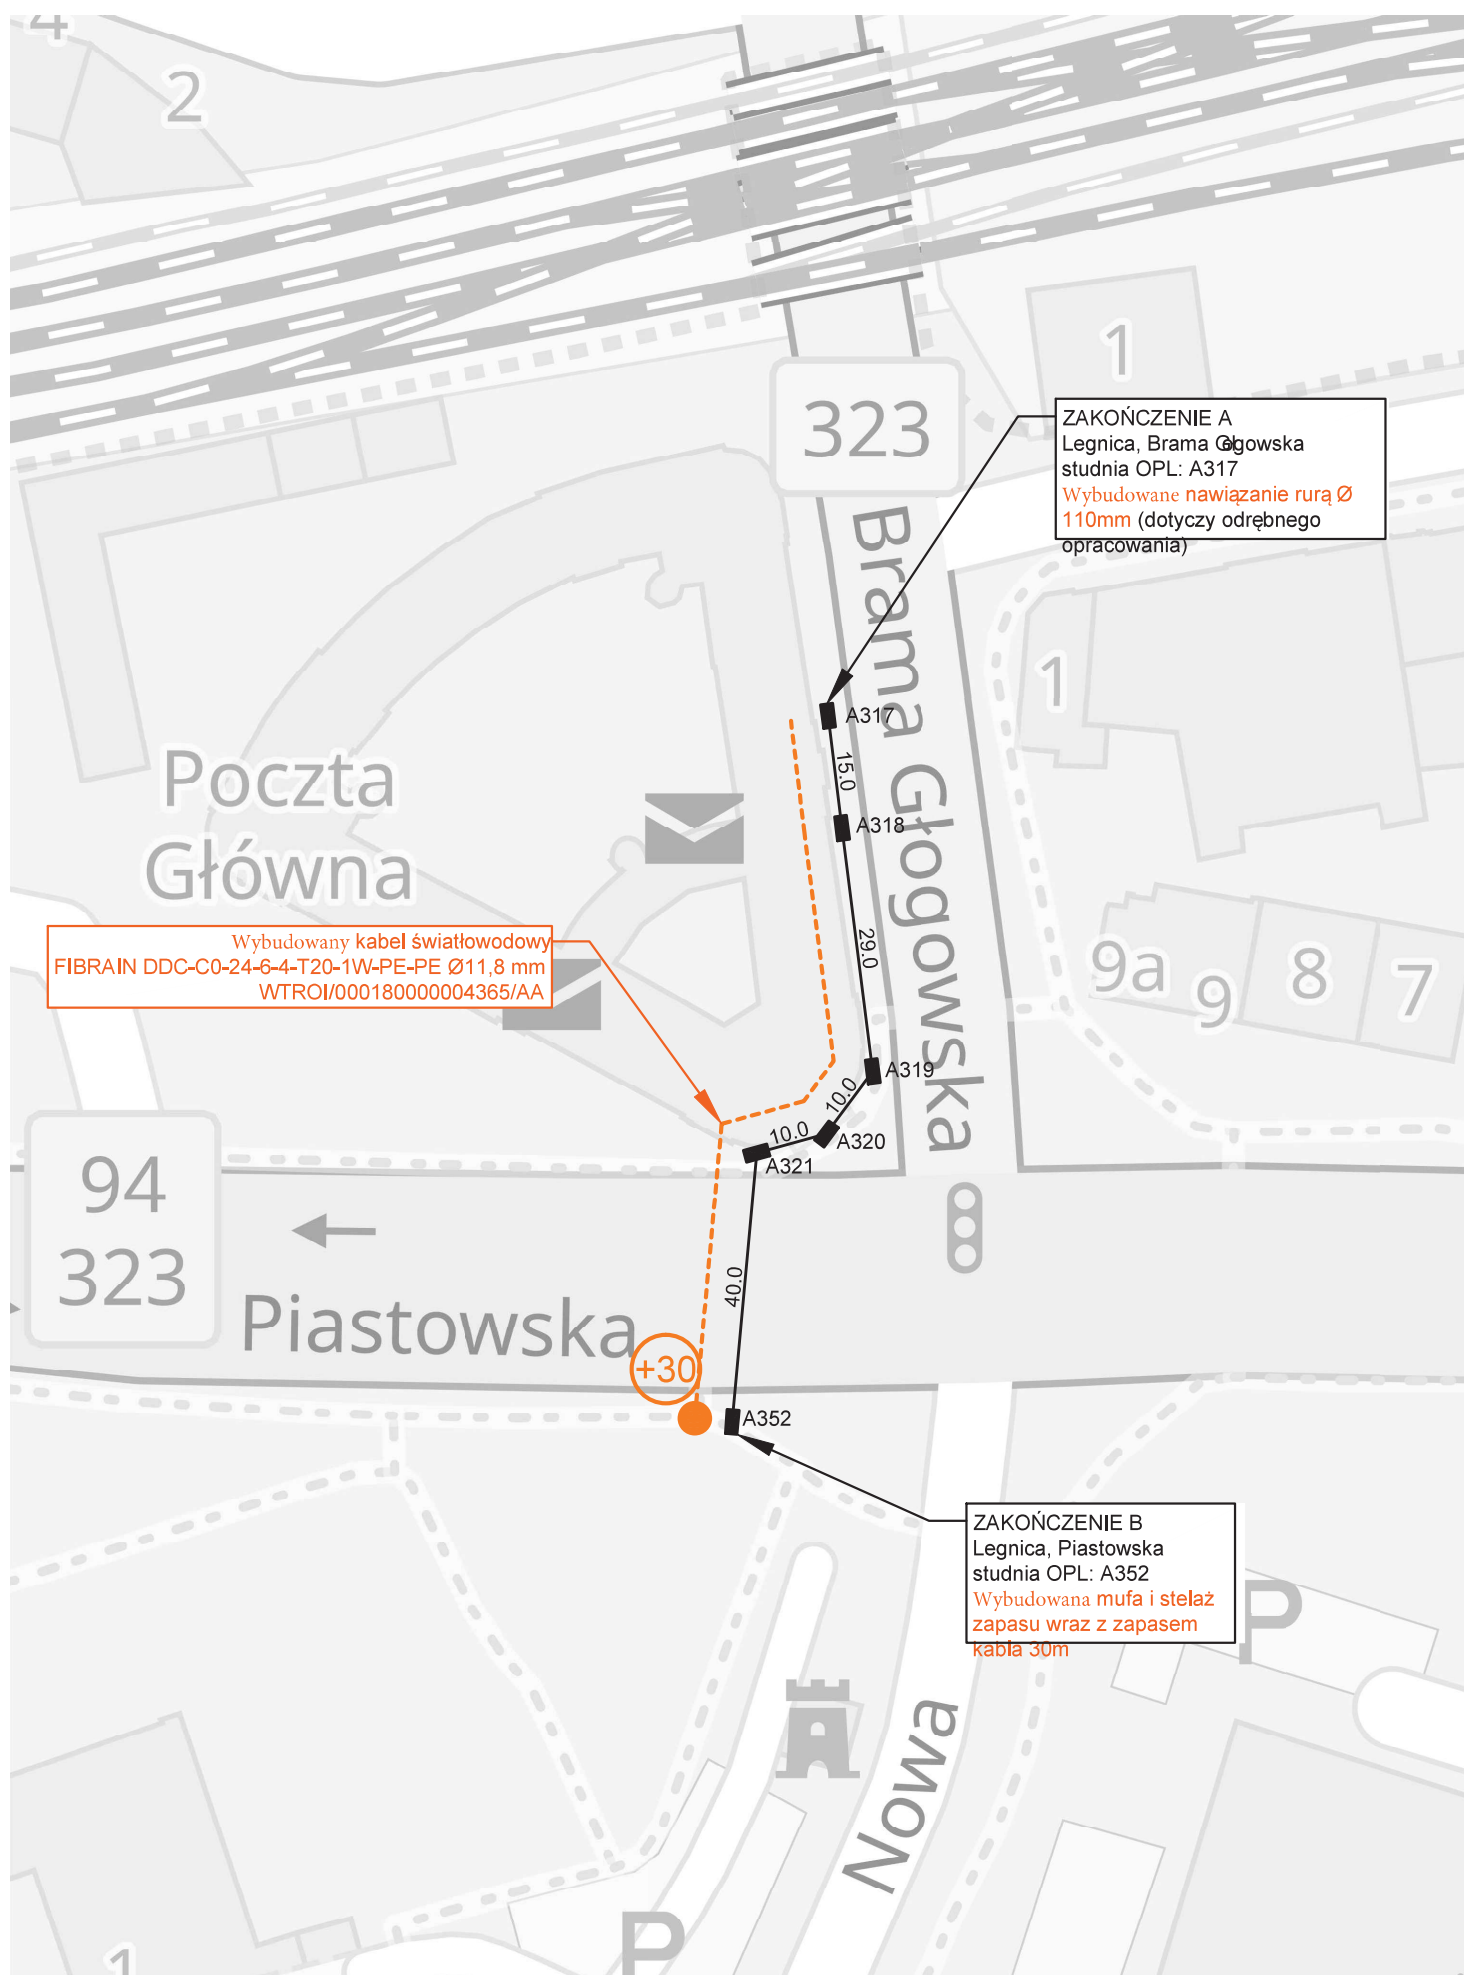 4
2
1
323
ZAKOŃCZENIE A
Legnica, Brama Głogowska
studnia OPL: A317
Wybudowane nawiązanie rurą Ø
110mm (dotyczy odrębnego
opracowania)
Brama Głogowska
1
A317
15.0
Poczta
Główna
A318
29.0
Wybudowany kabel światłowodowy
FIBRAIN DDC-C0-24-6-4-T20-1W-PE-PE Ø11,8 mm
WTROI/000180000004365/AA
9a
9
8
7
A319
10.0
A320
10.0
A321
94
323
40.0
Piastowska
+30
A352
ZAKOŃCZENIE B
Legnica, Piastowska
studnia OPL: A352
Wybudowana mufa i stelaż
zapasu wraz z zapasem
kabla 30m
P
Nowa
P
1